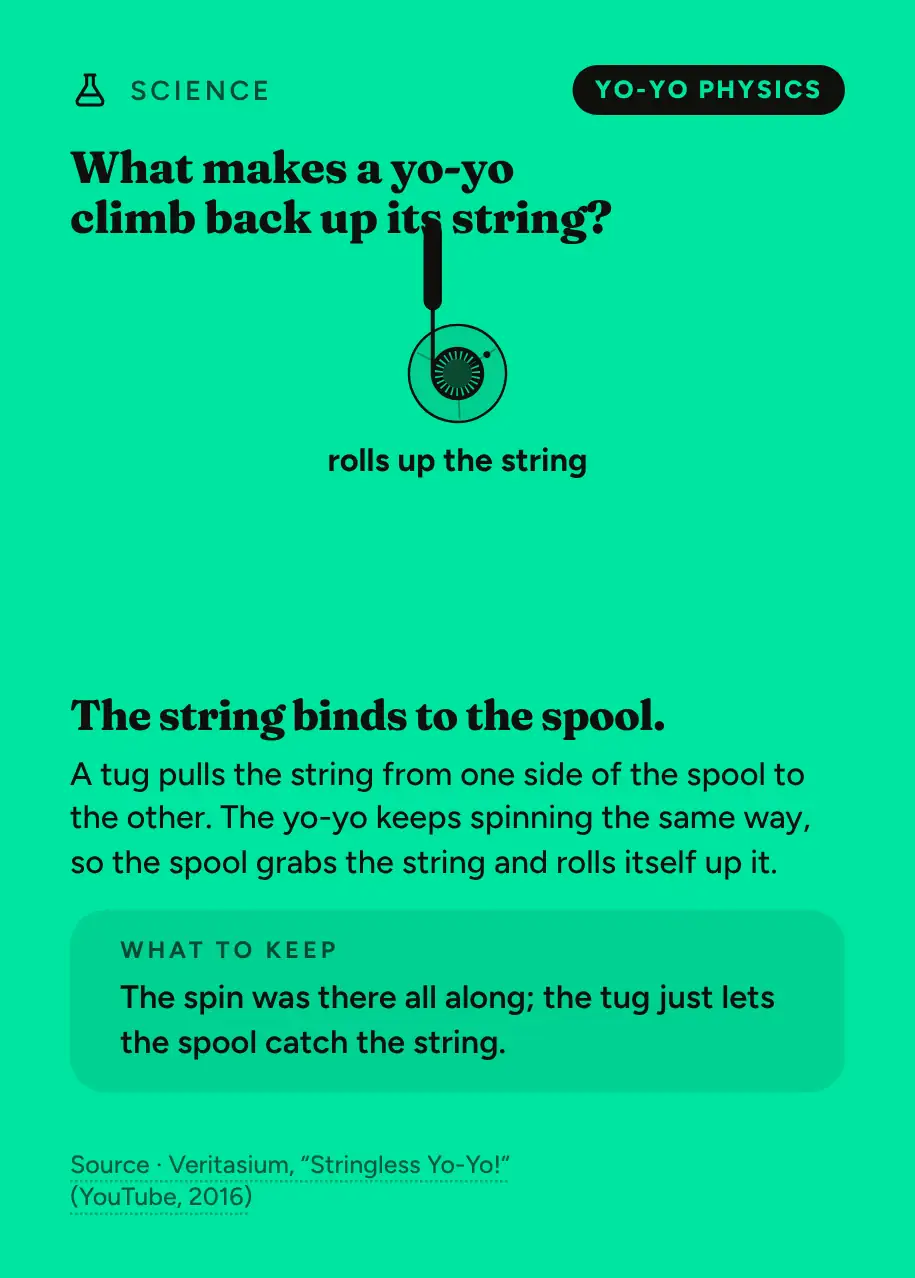 SCIENCE
YO-YO PHYSICS
What makes a yo-yo
climb back up its string?
rolls up the string
The string binds to the spool.
A tug pulls the string from one side of the spool to
the other. The yo-yo keeps spinning the same way,
so the spool grabs the string and rolls itself up it.
WHAT TO KEEP
The spin was there all along; the tug just lets
the spool catch the string.
Source · Veritasium, “Stringless Yo-Yo!”
(YouTube, 2016)